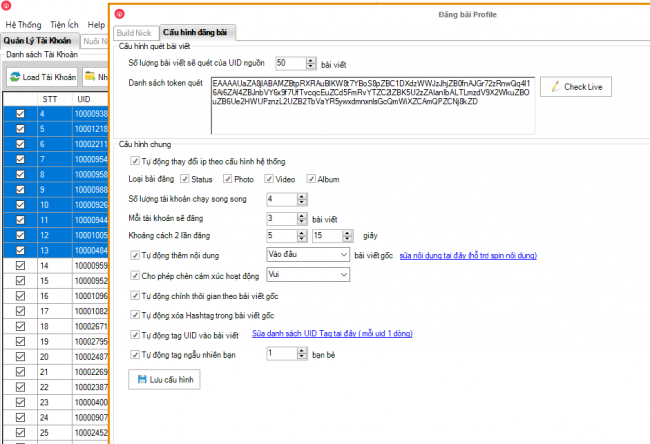 Đăng bài Profile
Hệ Thống Tiện Ích Help
Build Nick Cấu hình đăng bài
Quản Lý Tài Khoản Nuôi N
Cấu hình quét bài viết
Danh sách Tài Khoản
Số lượng bài viết sẽ quét của UID nguồn 50 bài viết
Load Tài Khoản Nh
Danh sách token quét
Check Live
STT UID
4 10000938
5 10001218
6 10002211
7 10000954
8 10000958
9 10000988
10 10000926
11 10000944
12 10001005
13 10000484
14 10000959
15 10000952
16 10001096
17 10001082
18 10002671
19 10002795
20 10002487
21 10002269
22 10002387
23 10000400
24 10000907
25 10002452
Cấu hình chung
Tự động thay đổi ip theo cấu hình hệ thống
Loại bài đăng Status Photo Video Album
Số lượng tài khoản chạy song song 4
Mỗi tài khoản sẽ đăng 3 bài viết
Khoảng cách 2 lần đăng 5 15 giây
Tự động thêm nội dung Vào đầu bài viết gốc sửa nội dung tại đây (hỗ trợ spin nội dung)
Cho phép chèn cảm xúc hoạt động Vui
Tự động chỉnh thời gian theo bài viết gốc
Tự động xóa Hashtag trong bài viết gốc
Tự động tag UID vào bài viết Sửa danh sách UID Tag tại đây ( mỗi uid 1 dòng)
Tự động tag ngẫu nhiên bạn 1 bạn bè
Lưu cấu hình